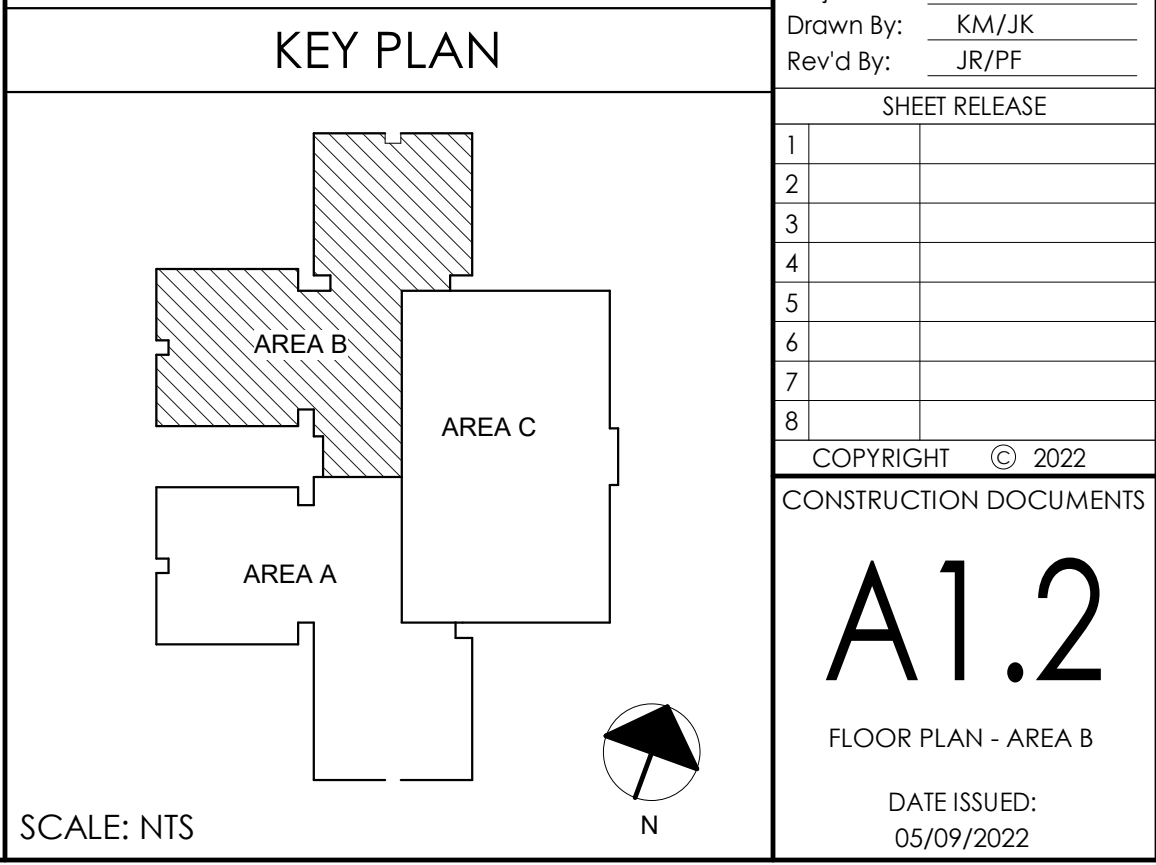 KEY PLAN
AREA B
AREA C
AREA A
N
SCALE: NTS
Drawn By: KM/JK
Rev'd By: JR/PF
SHEET RELEASE
1
2
3
4
5
6
7
8
COPYRIGHT © 2022
CONSTRUCTION DOCUMENTS
A1.2
FLOOR PLAN - AREA B
DATE ISSUED:
05/09/2022